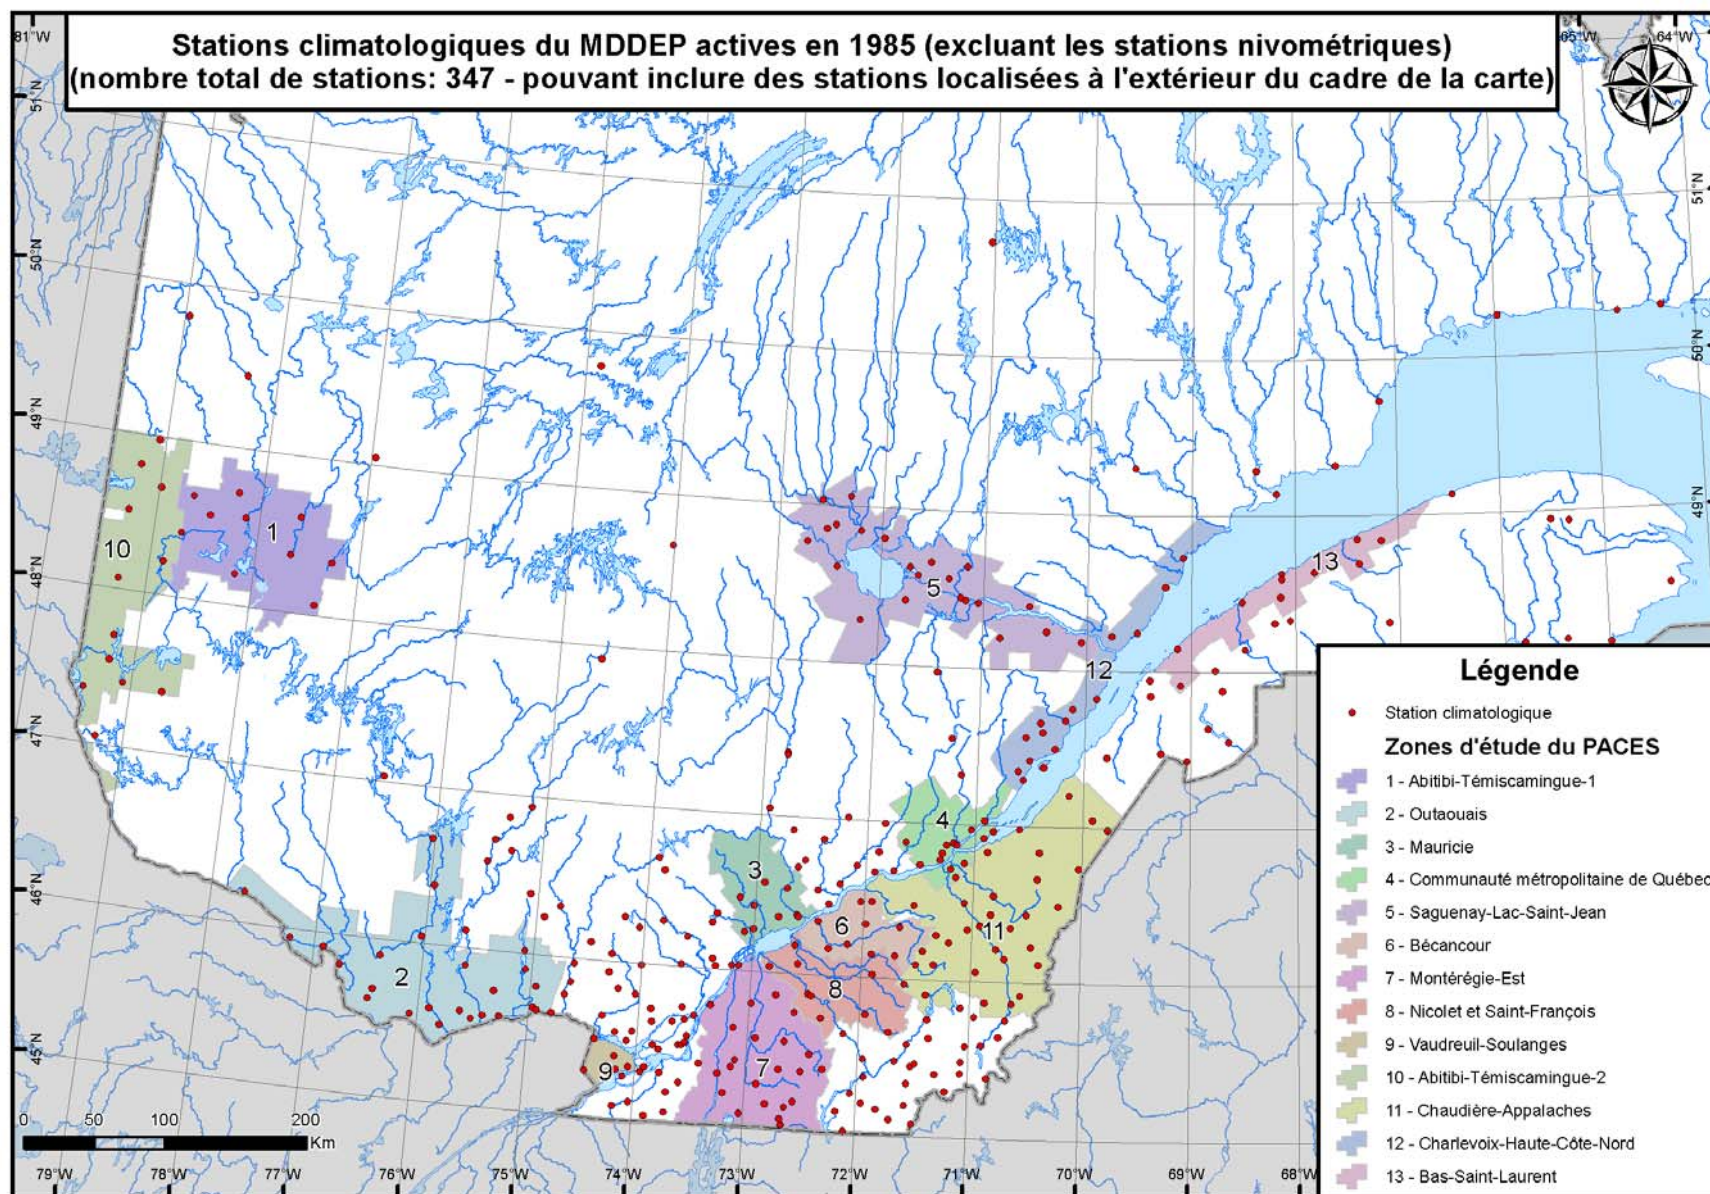 Stations climatologiques du MDDEP actives en 1985 (excluant les stations nivométriques)
(nombre total de stations: 347 - pouvant inclure des stations localisées à l'extérieur du cadre de la carte)
81°W
65°W
64°W
51°N
50°N
49°N
48°N
47°N
46°N
45°N
51°N
50°N
49°N
1
10
5
13
12
4
3
6
11
2
8
7
9
0 50 100 200
Km
79°W 78°W 77°W 76°W 75°W 74°W 73°W 72°W 71°W 70°W 69°W 68°W
Légende
Station climatologique
Zones d'étude du PACES
1 - Abitibi-Témiscamingue-1
2 - Outaouais
3 - Mauricie
4 - Communauté métropolitaine de Québec
5 - Saguenay-Lac-Saint-Jean
6 - Bécancour
7 - Montérégie-Est
8 - Nicolet et Saint-François
9 - Vaudreuil-Soulanges
10 - Abitibi-Témiscamingue-2
11 - Chaudière-Appalaches
12 - Charlevoix-Haute-Côte-Nord
13 - Bas-Saint-Laurent